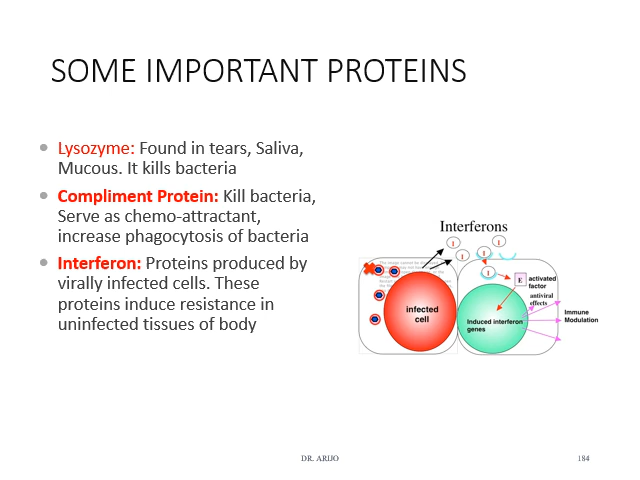 SOME IMPORTANT PROTEINS
Lysozyme: Found in tears, Saliva,
Mucous. It kills bacteria
Compliment Protein: Kill bacteria,
Serve as chemo-attractant,
increase phagocytosis of bacteria
Interferon: Proteins produced by
virally infected cells. These
proteins induce resistance in
uninfected tissues of body
Interferons
I
I
I
I
I
E
activated
factor
antiviral
effects
infected
cell
Induced interferon
genes
Immune
Modulation
DR. ARIJO
184